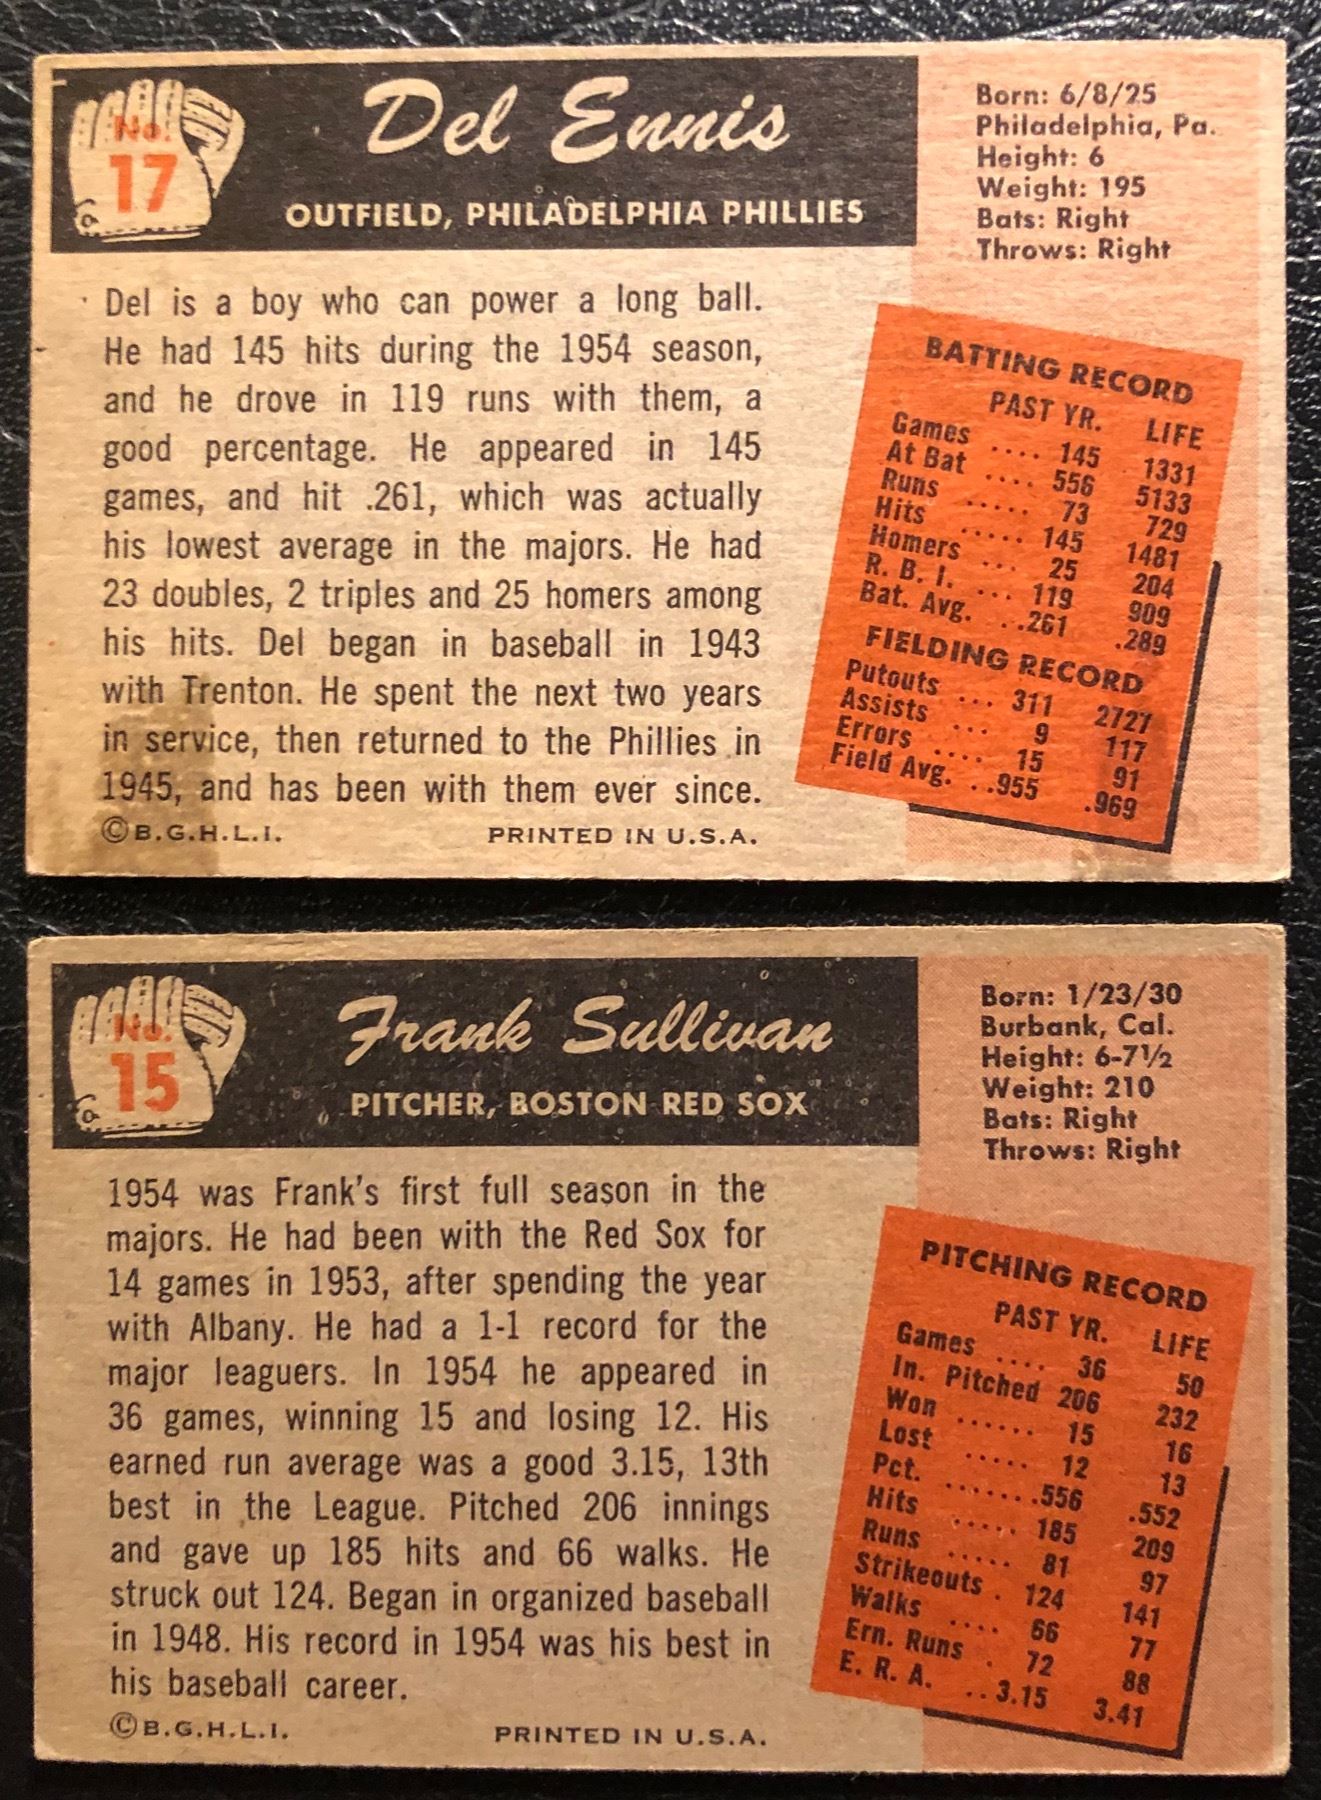 No.
17
Del Ennis
OUTFIELD, PHILADELPHIA PHILLIES
Born: 6/8/25
Philadelphia, Pa.
Height: 6
Weight: 195
Bats: Right
Throws: Right
Del is a boy who can power a long ball.
He had 145 hits during the 1954 season,
and he drove in 119 runs with them, a
good percentage. He appeared in 145
games, and hit .261, which was actually
his lowest average in the majors. He had
23 doubles, 2 triples and 25 homers among
his hits. Del began in baseball in 1943
with Trenton. He spent the next two years
in service, then returned to the Phillies in
1945, and has been with them ever since.
©B.G.H.L.I. PRINTED IN U.S.A.
BATTING RECORD
PAST YR. LIFE
Games .... 145 1331
At Bat .... 556 5133
Runs ..... 73 729
Hits ..... 145 1481
Homers ... 25 204
R. B. I. ... 119 909
Bat. Avg. ...261 .289
FIELDING RECORD
Putouts ... 311 2727
Assists ... 9 117
Errors .... 15 91
Field Avg. ...955 .969
No.
15
Frank Sullivan
PITCHER, BOSTON RED SOX
Born: 1/23/30
Burbank, Cal.
Height: 6-7½
Weight: 210
Bats: Right
Throws: Right
1954 was Frank's first full season in the
majors. He had been with the Red Sox for
14 games in 1953, after spending the year
with Albany. He had a 1-1 record for the
major leaguers. In 1954 he appeared in
36 games, winning 15 and losing 12. His
earned run average was a good 3.15, 13th
best in the League. Pitched 206 innings
and gave up 185 hits and 66 walks. He
struck out 124. Began in organized baseball
in 1948. His record in 1954 was his best in
his baseball career.
©B.G.H.L.I. PRINTED IN U.S.A.
PITCHING RECORD
PAST YR. LIFE
Games .... 36 50
In. Pitched 206 232
Won ..... 15 16
Lost ..... 12 13
Pct. .......556 .552
Hits ..... 185 209
Runs ..... 81 97
Strikeouts . 124 141
Walks .... 66 77
Ern. Runs . 72 88
E. R. A. ..3.15 3.41